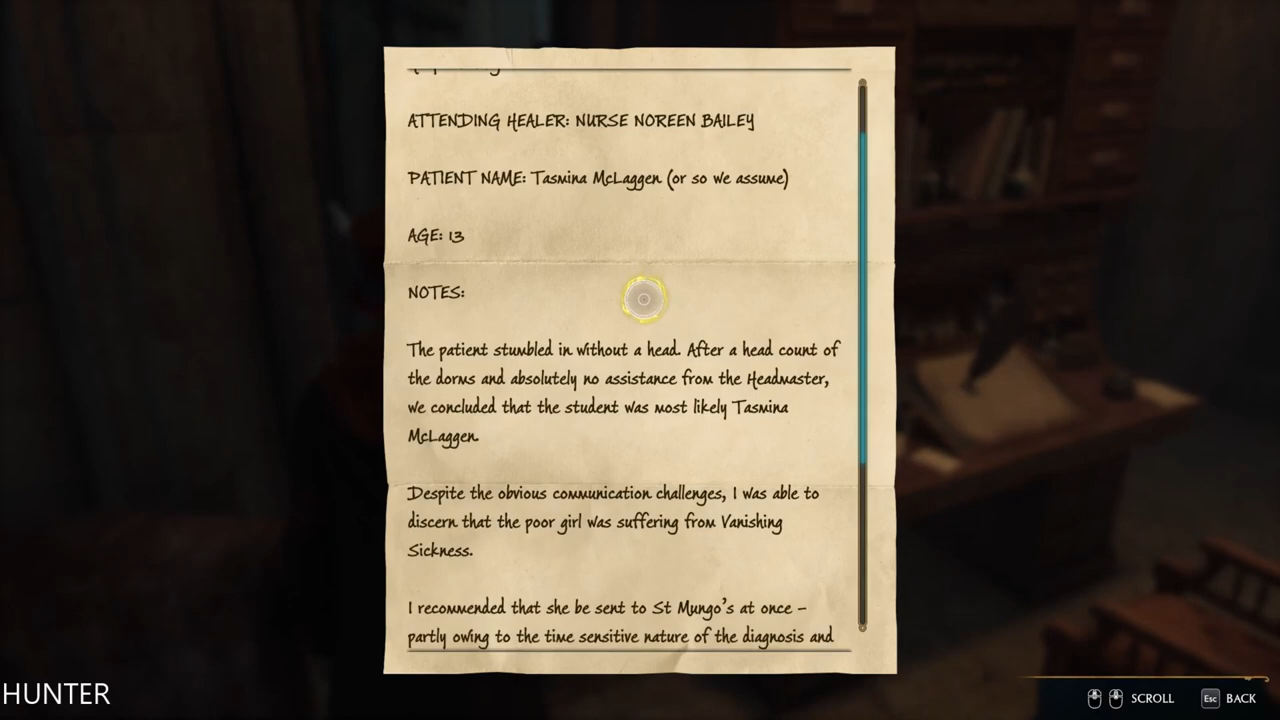 ATTENDING HEALER: NURSE NOREEN BAILEY
PATIENT NAME: Tasmina McLaggen (or so we assume)
AGE: 13
NOTES:
The patient stumbled in without a head. After a head count of
the dorms and absolutely no assistance from the Headmaster,
we concluded that the student was most likely Tasmina
McLaggen.
Despite the obvious communication challenges, I was able to
discern that the poor girl was suffering from Vanishing
Sickness.
I recommended that she be sent to St Mungo's at once –
partly owing to the time sensitive nature of the diagnosis and
HUNTER
SCROLL
Esc BACK